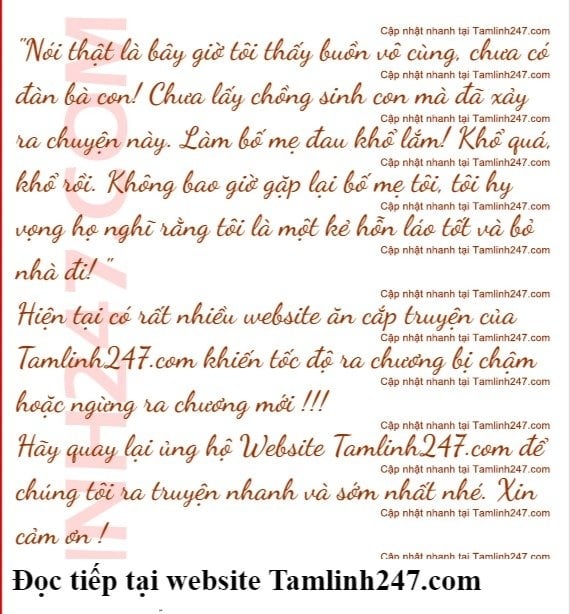 Cập nhật nhanh tại Tamlinh247.com
"Nói thật là bây giờ tôi thấy buồn vô cùng, chưa có
Cập nhật nhanh tại Tamlinh247.com
đàn bà con! Chưa lấy chồng sinh con mà đã xảy
Cập nhật nhanh tại Tamlinh247.com
ra chuyện này. Làm bố mẹ đau khổ lắm! Khổ quá,
Cập nhật nhanh tại Tamlinh247.com
khổ rồi. Không bao giờ gặp lại bố mẹ tôi, tôi hy
Cập nhật nhanh tại Tamlinh247.com
vọng họ nghĩ rằng tôi là một kẻ hỗn láo tốt và bỏ
Cập nhật nhanh tại Tamlinh247.com
nhà đi! "
Cập nhật nhanh tại Tamlinh247.com
Hiện tại có rất nhiều website ăn cắp truyện của
Cập nhật nhanh tại Tamlinh247.com
Tamlinh247.com khiến tốc độ ra chương bị chậm
Cập nhật nhanh tại Tamlinh247.com
hoặc ngừng ra chương mới !!!
Cập nhật nhanh tại Tamlinh247.com
Hãy quay lại ủng hộ Website Tamlinh247.com để
Cập nhật nhanh tại Tamlinh247.com
chúng tôi ra truyện nhanh và sớm nhất nhé. Xin
Cập nhật nhanh tại Tamlinh247.com
cảm ơn !
Cập nhật nhanh tại Tamlinh247.com
INH247 COM
Đọc tiếp tại website Tamlinh247.com